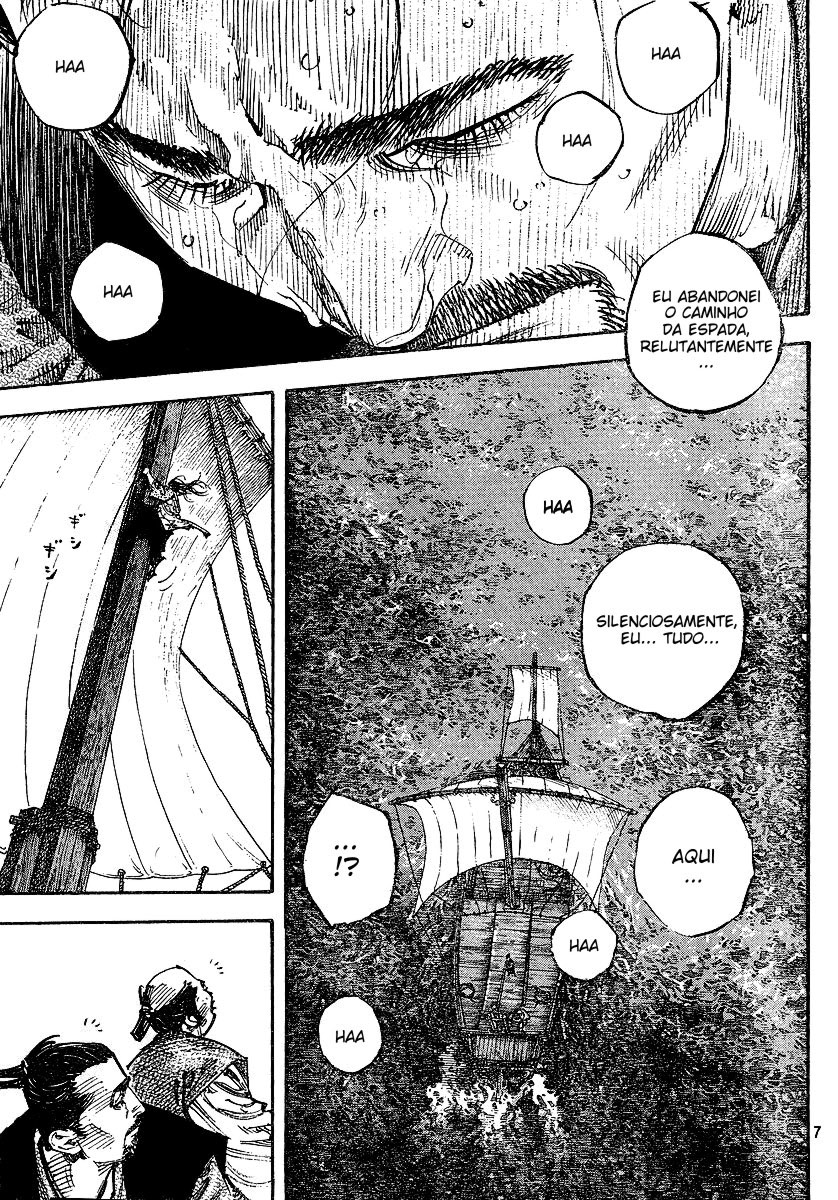 HAA
HAA
HAA
HAA
EU ABANDONEI
O CAMINHO
DA ESPADA,
RELUTANTEMENTE
...
HAA
SILENCIOSAMENTE,
EU... TUDO...
AQUI
...
...
!?
HAA
HAA
ギシ
ギシ
7